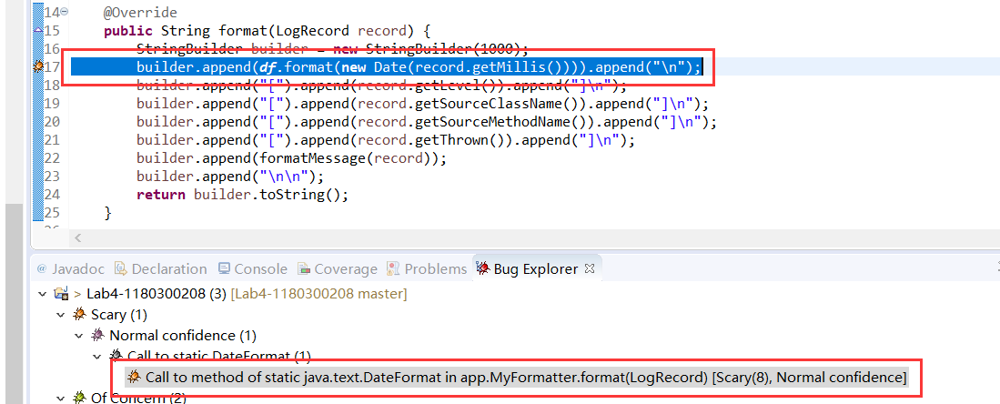 14 @Override
15 public String format(LogRecord record) {
16 StringBuilder builder = new StringBuilder(1000);
17 builder.append(df.format(new Date(record.getMillis()))).append("\n");
18 builder.append("[").append(record.getLevel()).append("]\n");
19 builder.append("[").append(record.getSourceClassName()).append("]\n");
20 builder.append("[").append(record.getSourceMethodName()).append("]\n");
21 builder.append("[").append(record.getThrown()).append("]\n");
22 builder.append(formatMessage(record));
23 builder.append("\n\n");
24 return builder.toString();
25 }
@ Javadoc Declaration Console Coverage Problems Bug Explorer
> Lab4-1180300208 (3) [Lab4-1180300208 master]
Scary (1)
Normal confidence (1)
Call to static DateFormat (1)
Call to method of static java.text.DateFormat in app.MyFormatter.format(LogRecord) [Scary(8), Normal confidence]
Of Concern (2)